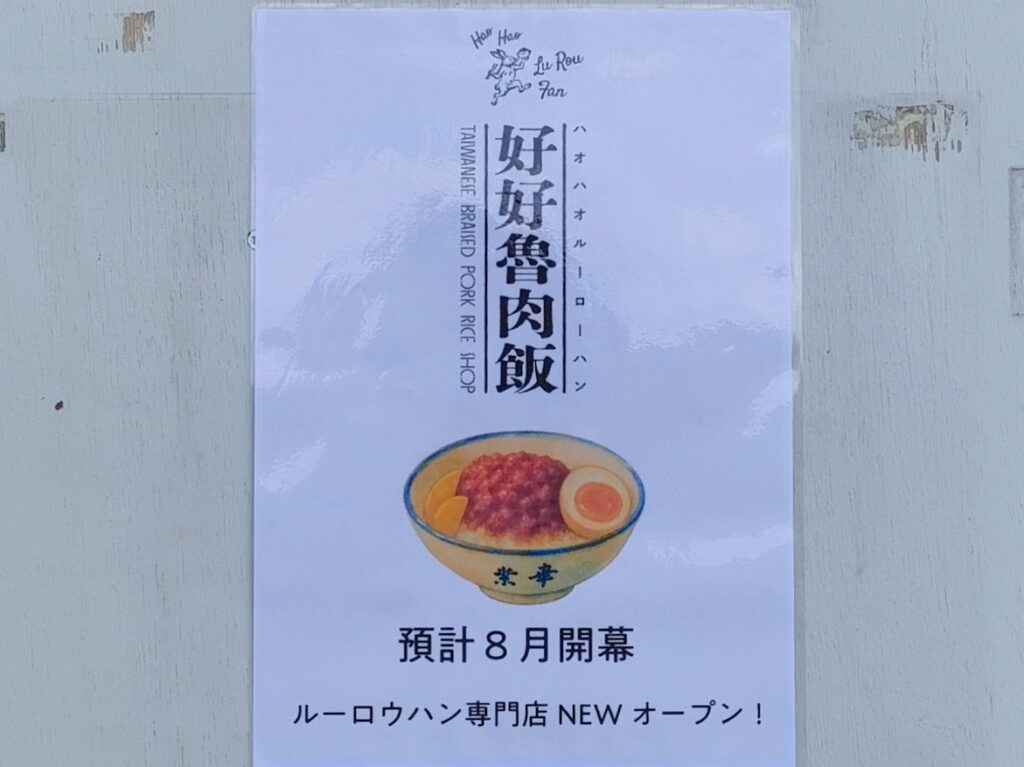 Hao Hao
Lu Rou
Fan
ハオハオルーローハン
好好魯肉飯
TAIWANESE BRAISED PORK RICE SHOP
預計8月開幕
ルーロウハン専門店 NEW オープン！